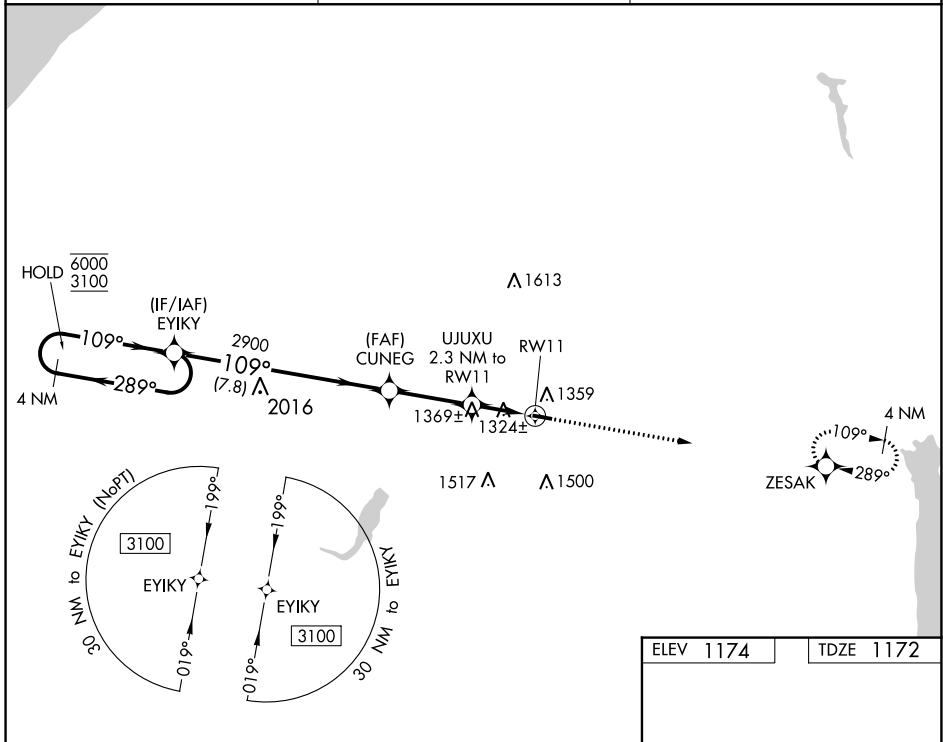 HOLD 6000
3100
(IF/IAF)
EYIKY
109°
289°
4 NM
2900
109°
(7.8)
2016
(FAF)
CUNEG
UJUXU
2.3 NM to
RW11
RW11
1613
1359
1369±
1324±
1517
1500
4 NM
109°
289°
ZESAK
30 NM to EYIKY (NoPT)
199°
3100
EYIKY
019°
199°
EYIKY
3100
019°
30 NM to EYIKY
ELEV 1174
TDZE 1172